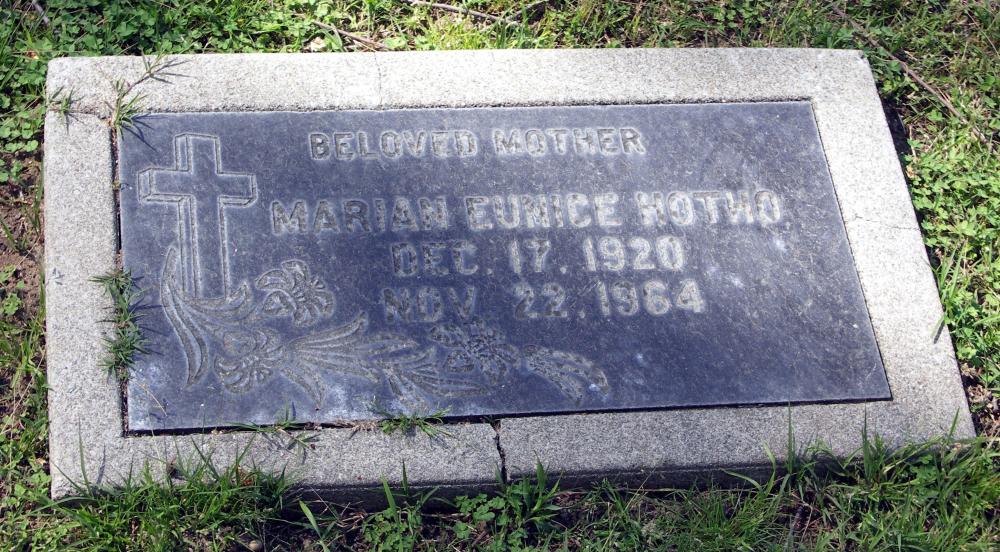 BELOVED MOTHER
MARIAN EUNICE HOTHO
DEC. 17, 1920
NOV. 22, 1964